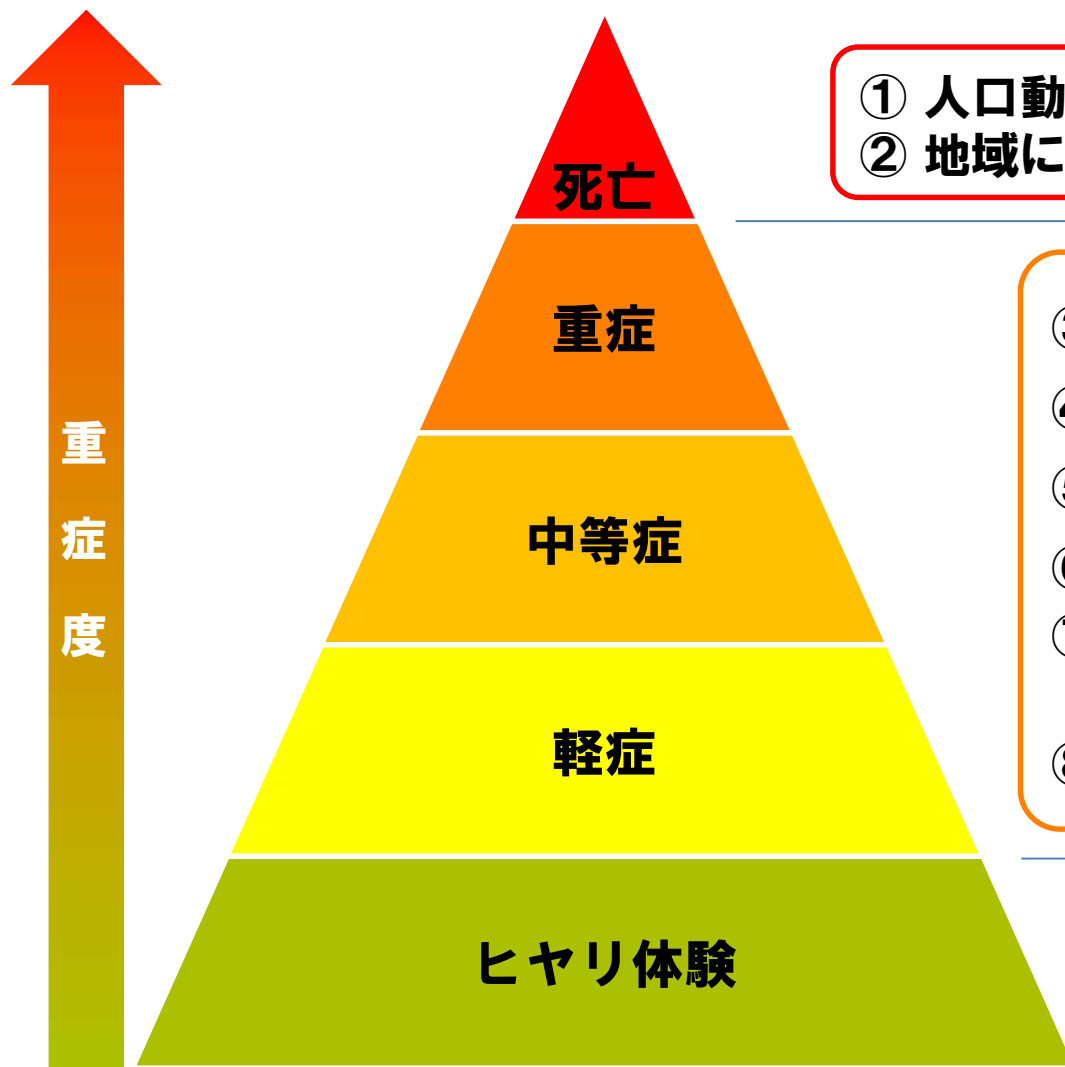 ① 人口動
② 地域に
死亡
重症
中等症
軽症
ヒヤリ体験
重症度